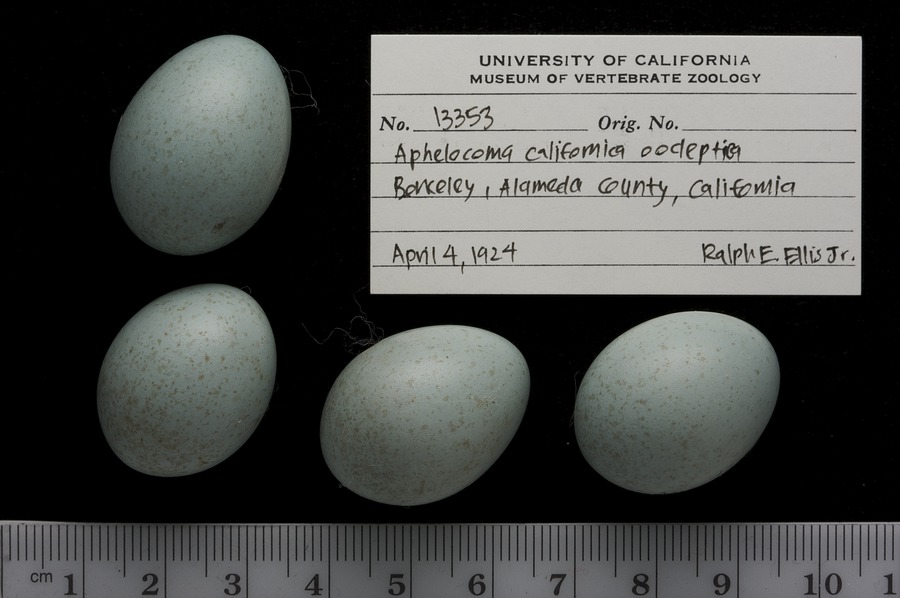 UNIVERSITY OF CALIFORNIA
MUSEUM OF VERTEBRATE ZOOLOGY
No. 13353 Orig. No.
Aphelocoma california oocleptica
Berkeley, Alameda County, California
April 4, 1924 Ralph E. Ellis Jr.
cm 1 2 3 4 5 6 7 8 9 10 1